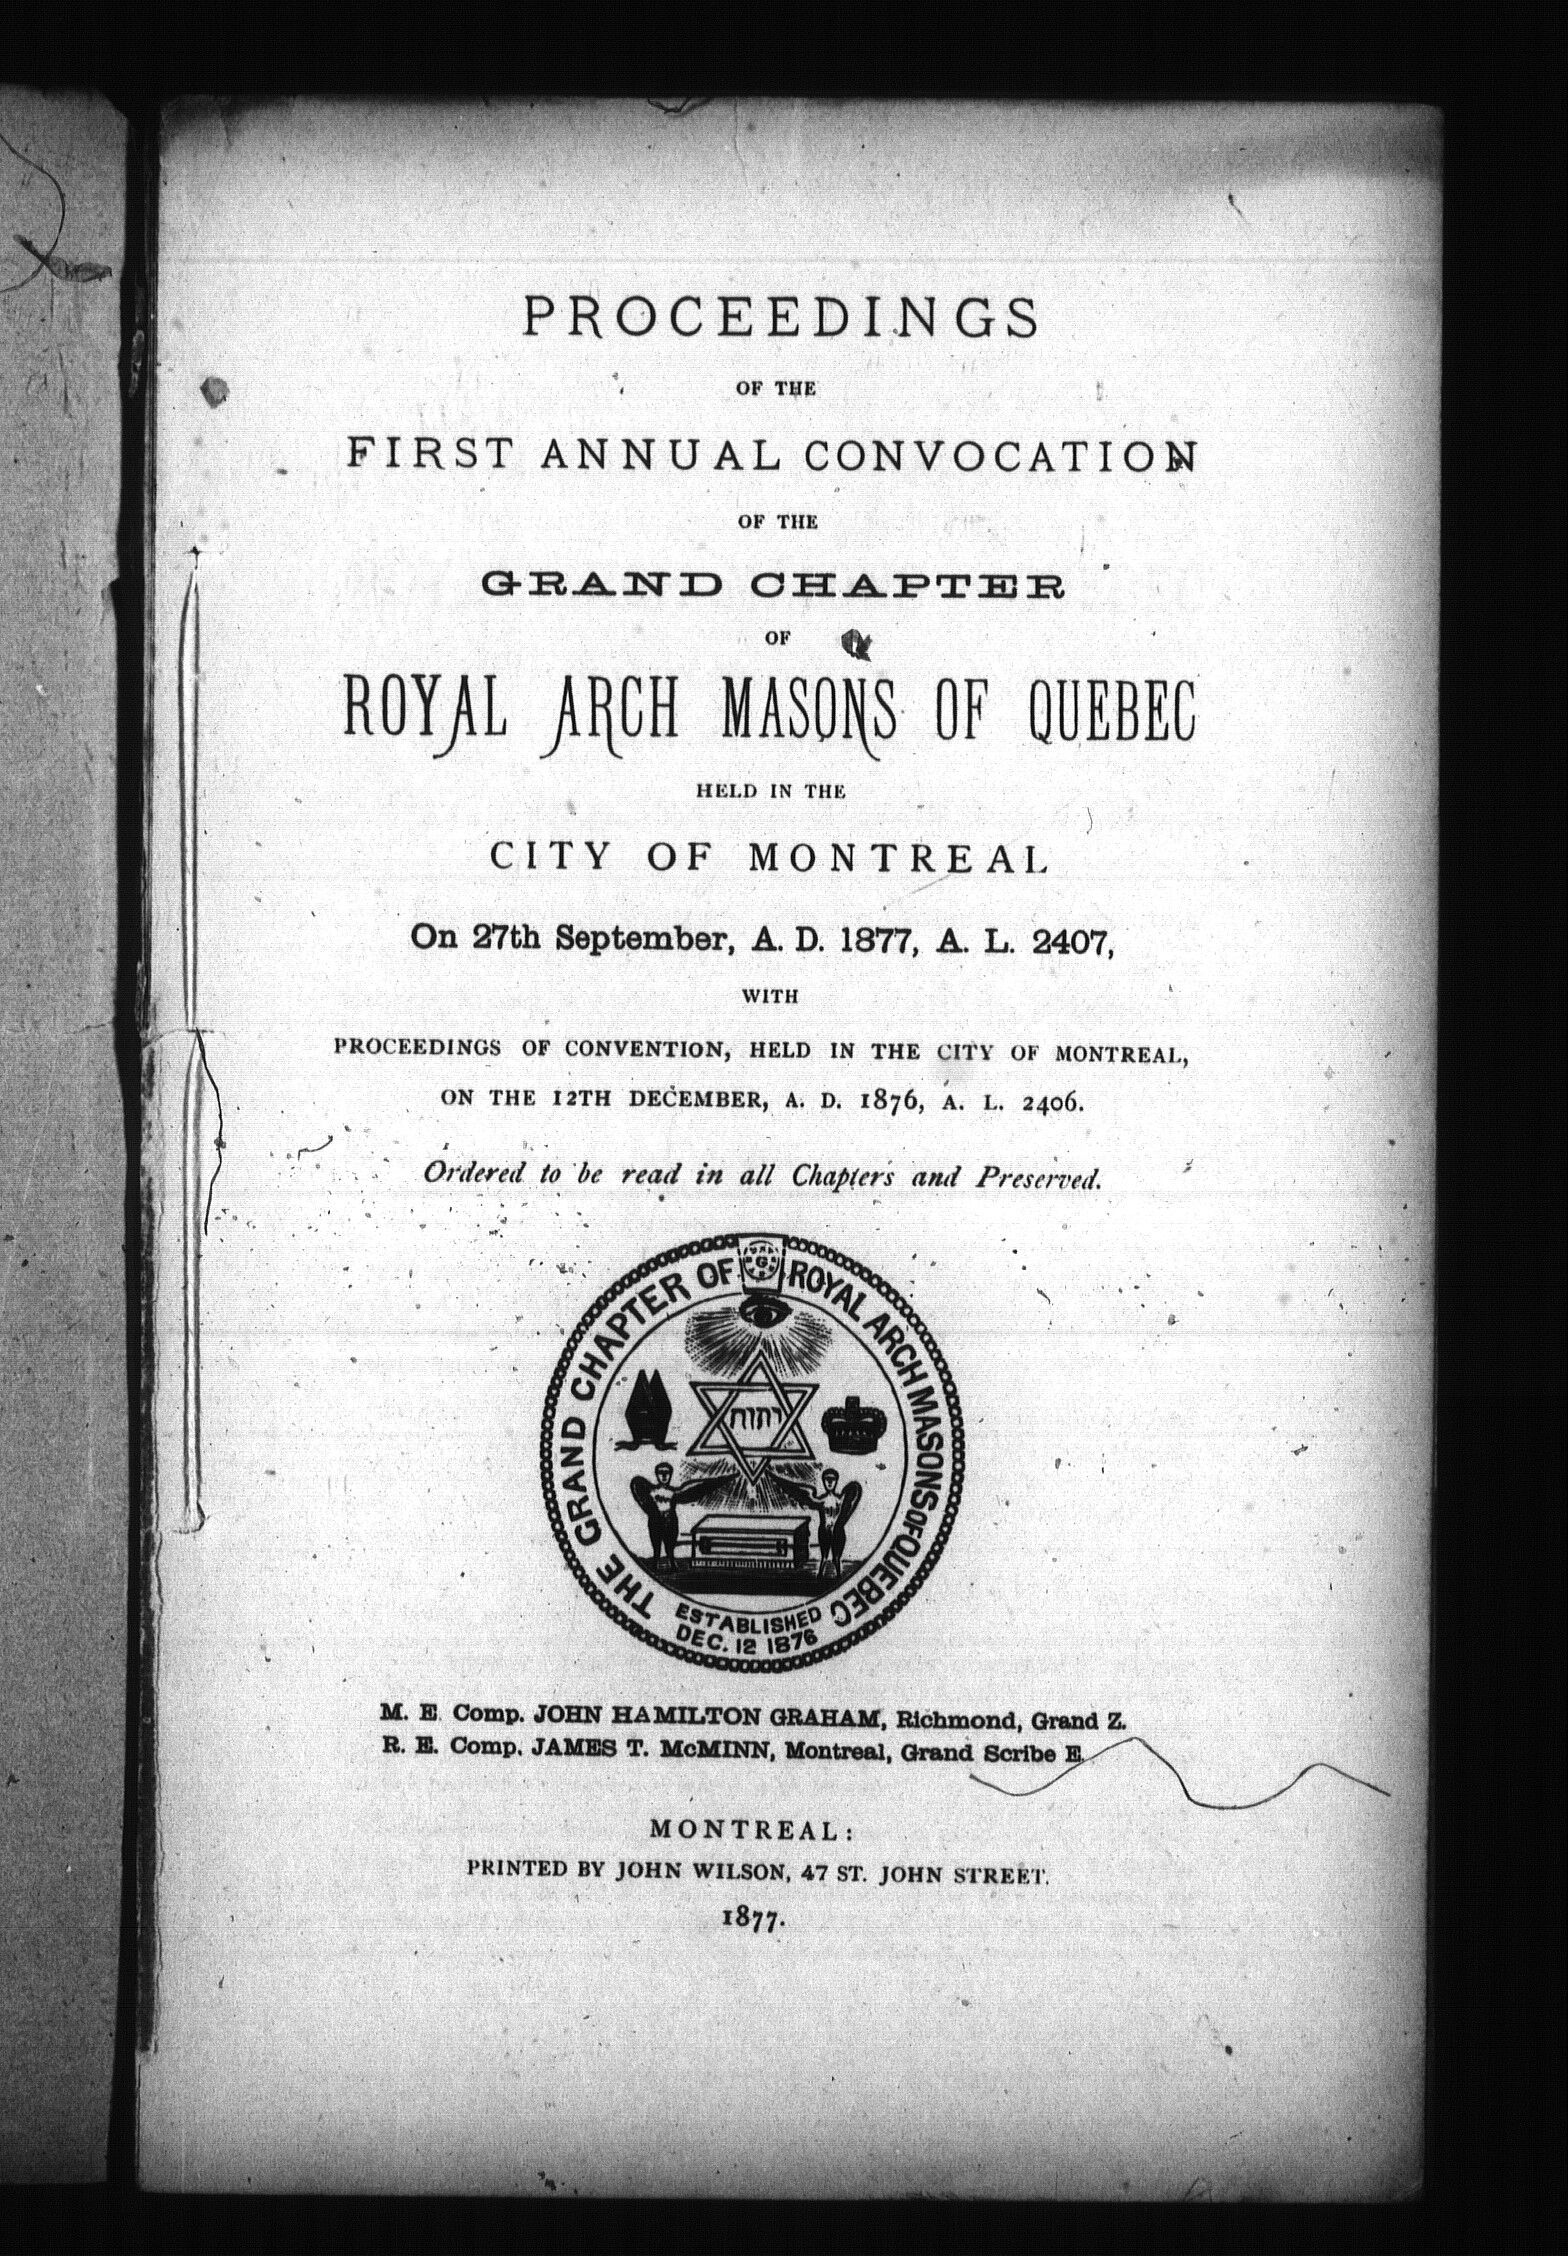 PROCEEDINGS
OF THE
FIRST ANNUAL CONVOCATION
OF THE
GRAND CHAPTER
OF
ROYAL ARCH MASONS OF QUEBEC
HELD IN THE
CITY OF MONTREAL
On 27th September, A. D. 1877, A. L. 2407,
WITH
PROCEEDINGS OF CONVENTION, HELD IN THE CITY OF MONTREAL,
ON THE 12TH DECEMBER, A. D. 1876, A. L. 2406.
Ordered to be read in all Chapters and Preserved.
THE GRAND CHAPTER OF ROYAL ARCH MASONS OF QUEBEC
G
ESTABLISHED
DEC. 12 1876
M. E. Comp. JOHN HAMILTON GRAHAM, Richmond, Grand Z.
R. E. Comp. JAMES T. McMINN, Montreal, Grand Scribe E.
MONTREAL:
PRINTED BY JOHN WILSON, 47 ST. JOHN STREET.
1877.